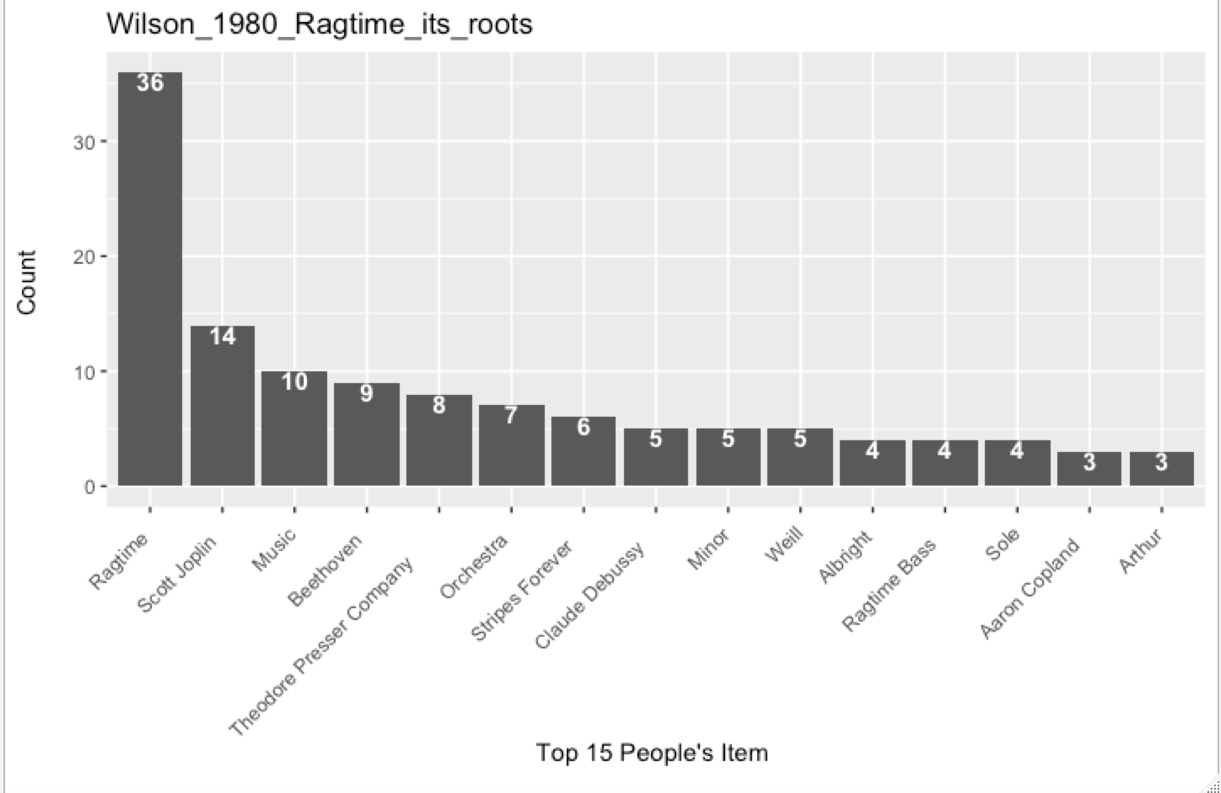 Wilson_1980_Ragtime_its_roots
36
30
20
14
10
10
9
8
7
6
5
5
5
4
4
4
3
3
0
Count
Ragtime
Scott Joplin
Music
Beethoven
Theodore Presser Company
Orchestra
Stripes Forever
Claude Debussy
Minor
Weill
Albright
Ragtime Bass
Sole
Aaron Copland
Arthur
Top 15 People's Item